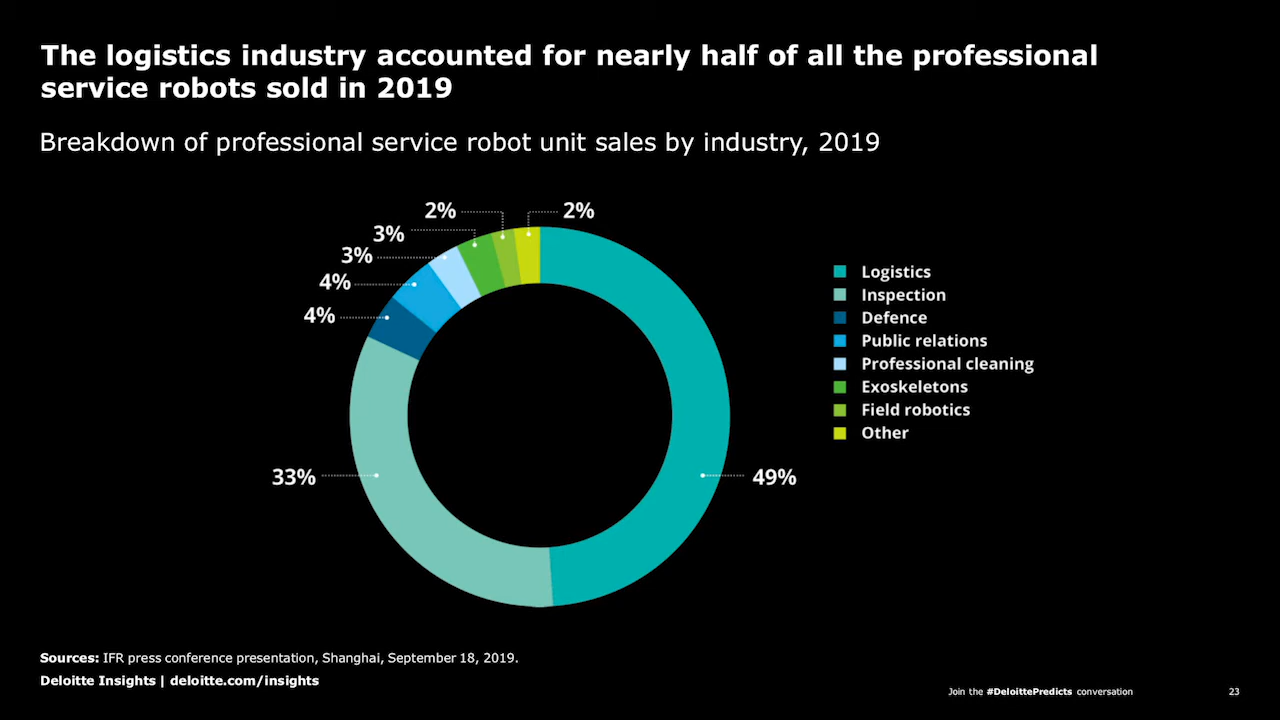 The logistics industry accounted for nearly half of all the professional
service robots sold in 2019
Breakdown of professional service robot unit sales by industry, 2019
2%
2%
3%
3%
4%
4%
33%
49%
Logistics
Inspection
Defence
Public relations
Professional cleaning
Exoskeletons
Field robotics
Other
Sources: IFR press conference presentation, Shanghai, September 18, 2019.
Deloitte Insights | deloitte.com/insights
Join the #DeloittePredicts conversation
23